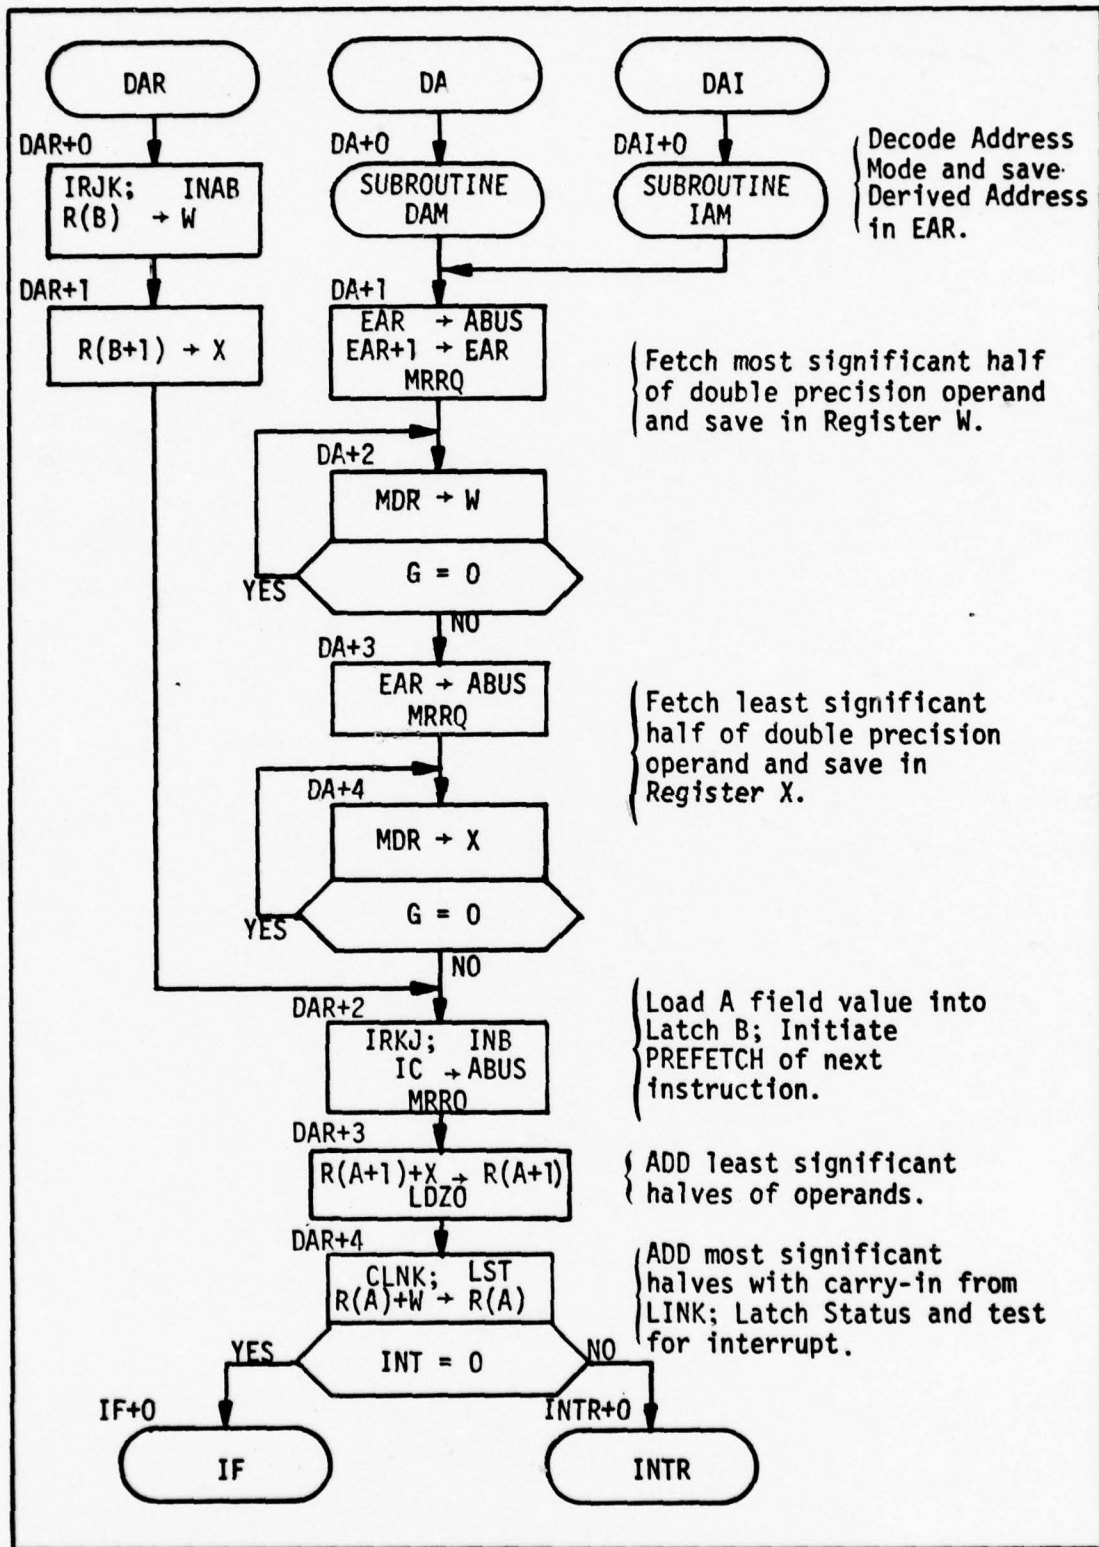 DAR DA DAI
DAR+0 DA+0 DAI+0
IRJK; INAB
R(B) → W
SUBROUTINE
DAM
SUBROUTINE
IAM
Decode Address
Mode and save
Derived Address
in EAR.
DAR+1
R(B+1) → X
DA+1
EAR → ABUS
EAR+1 → EAR
MRRQ
Fetch most significant half
of double precision operand
and save in Register W.
DA+2
MDR → W
G = 0
YES
NO
DA+3
EAR → ABUS
MRRQ
Fetch least significant
half of double precision
operand and save in
Register X.
DA+4
MDR → X
G = 0
YES
NO
DAR+2
IRKJ; INB
IC → ABUS
MRRQ
Load A field value into
Latch B; Initiate
PREFETCH of next
instruction.
DAR+3
R(A+1)+X → R(A+1)
LDZO
ADD least significant
halves of operands.
DAR+4
CLNK; LST
R(A)+W → R(A)
ADD most significant
halves with carry-in from
LINK; Latch Status and test
for interrupt.
YES
INT = 0
NO
IF+0
INTR+0
IF
INTR